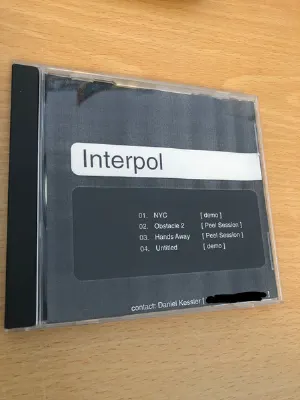 Interpol
01. NYC [ demo ]
02. Obstacle 2 [ Peel Session ]
03. Hands Away [ Peel Session ]
04. Untitled [ demo ]
contact: Daniel Kessler [ ]